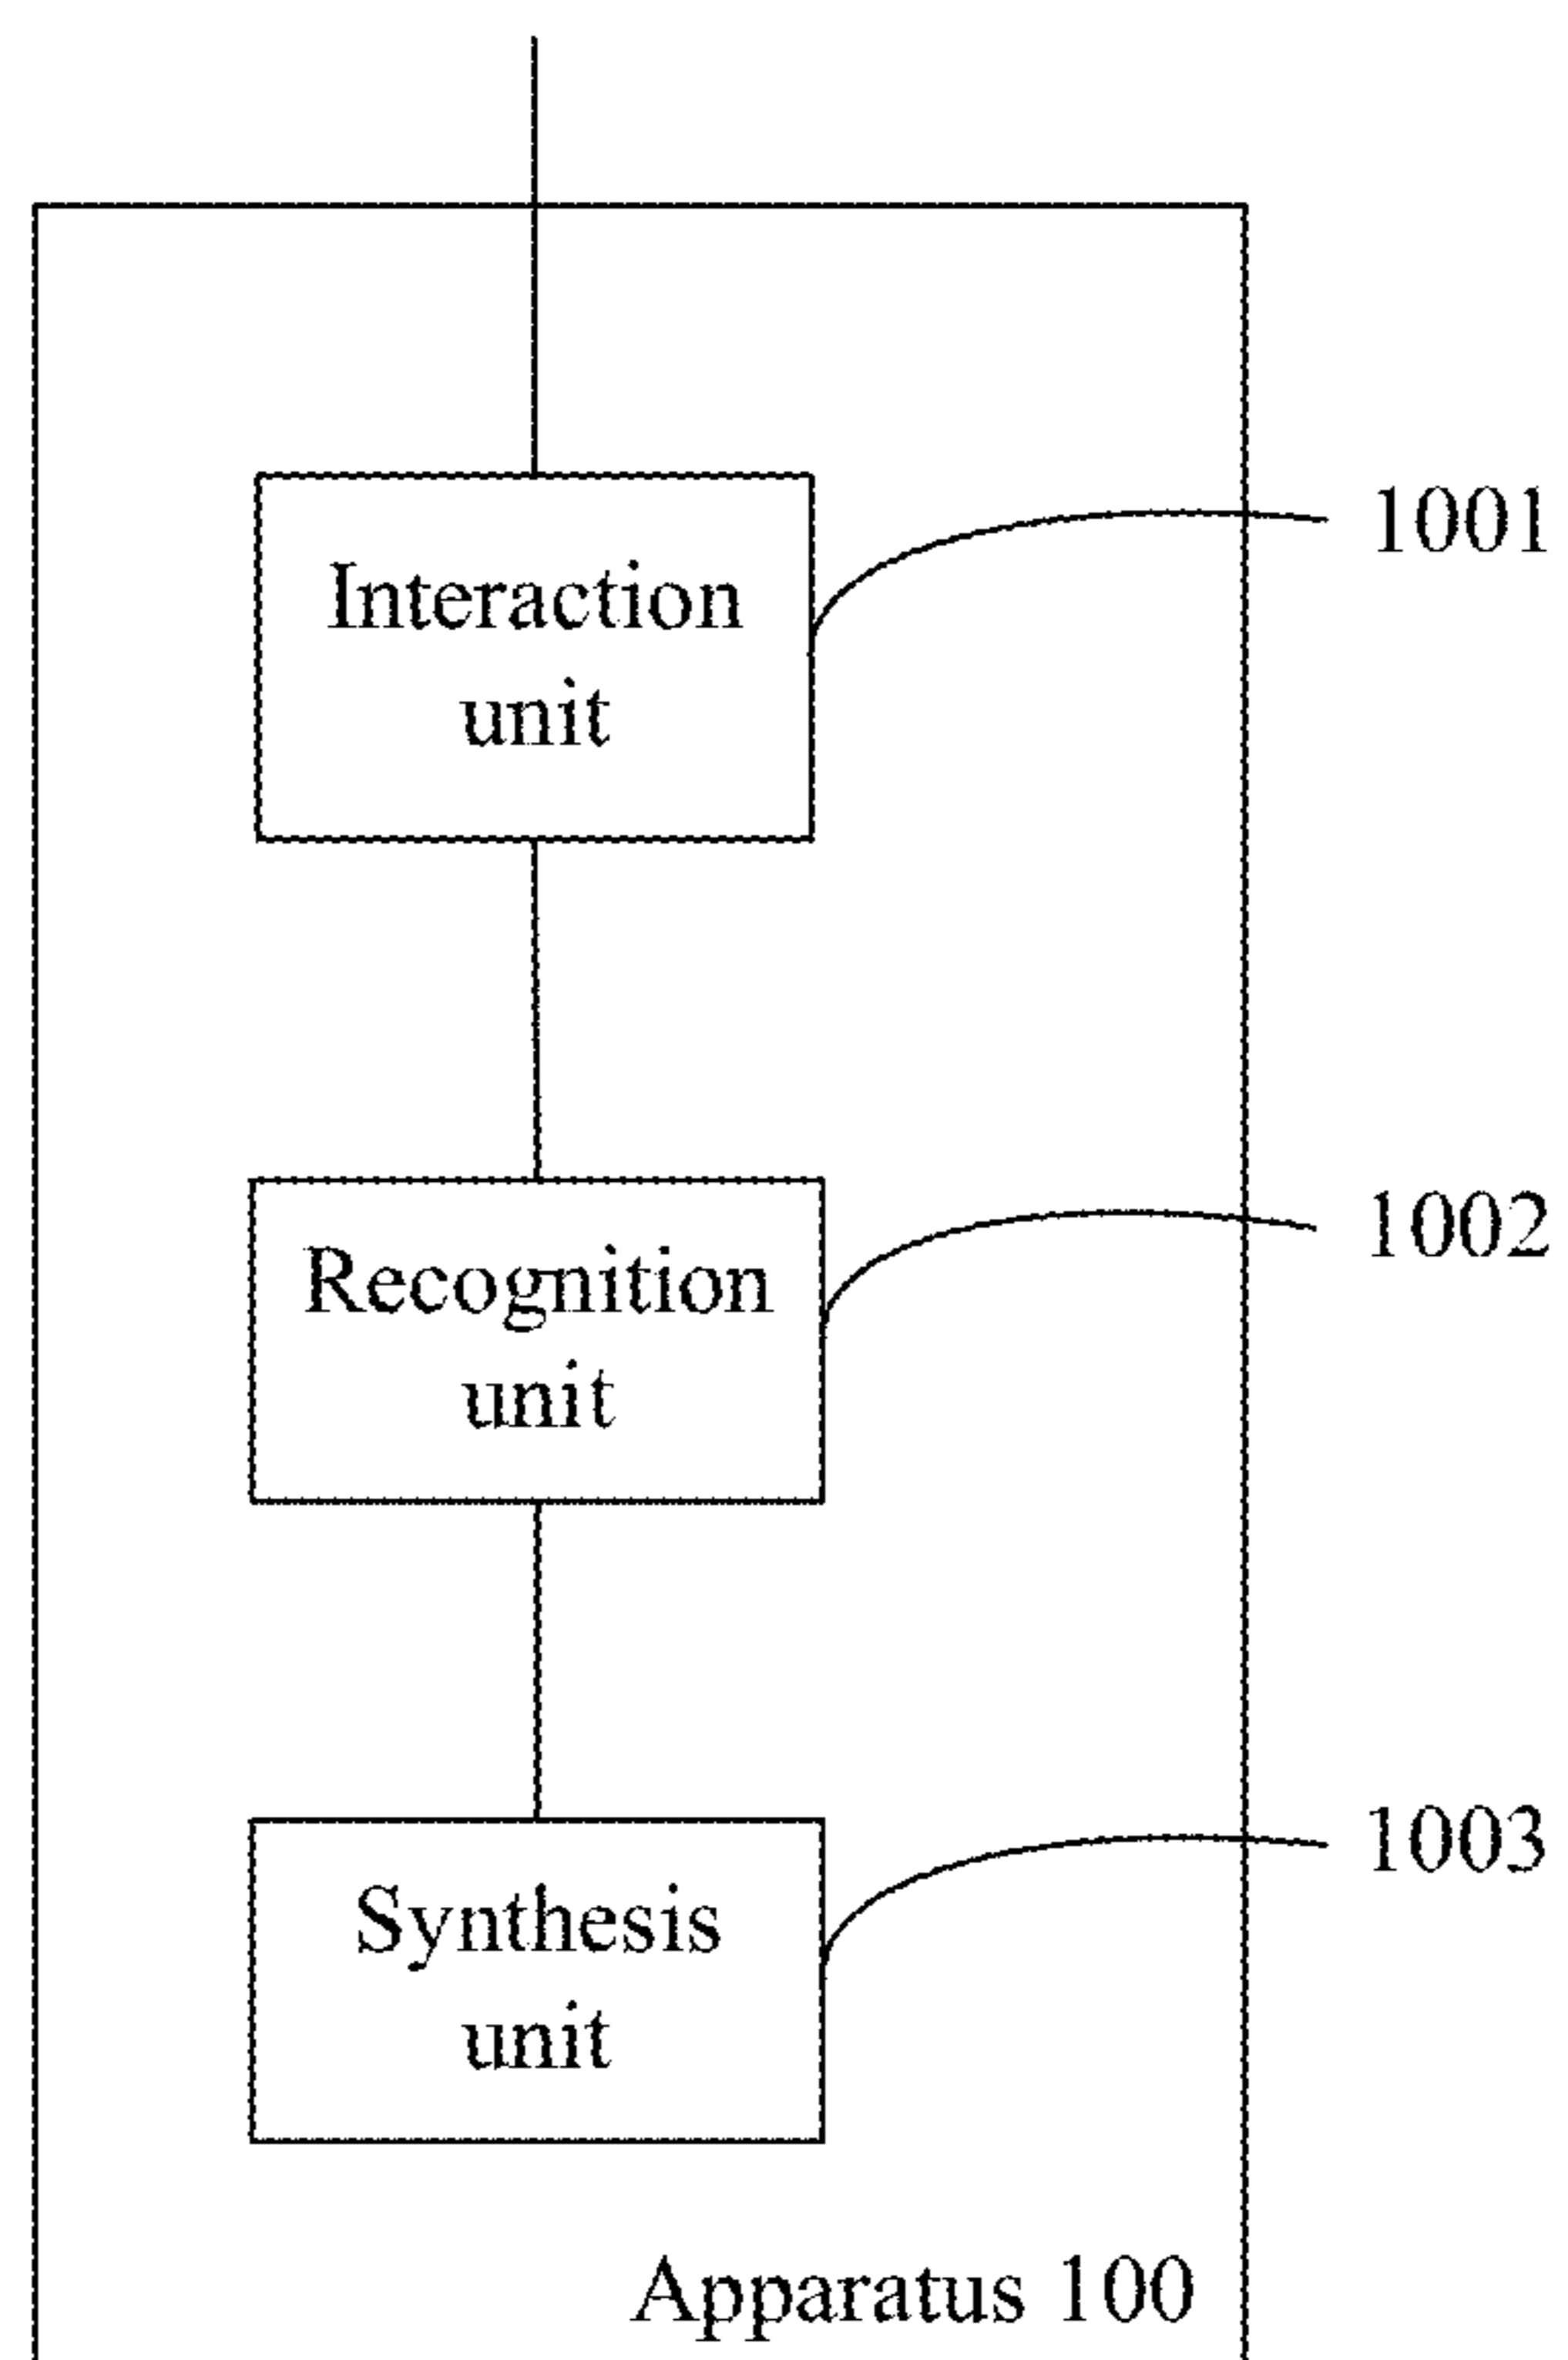 1001
Interaction
unit
1002
Recognition
unit
1003
Synthesis
unit
Apparatus 100